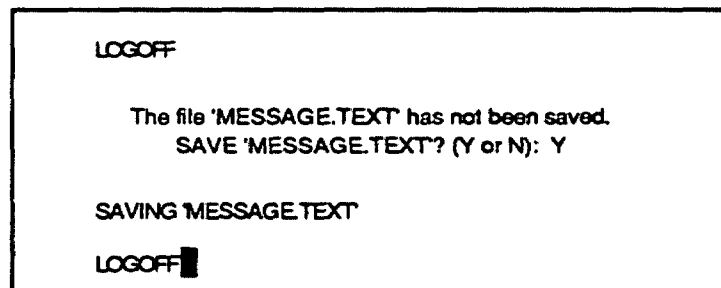 LOGOFF
The file 'MESSAGE.TEXT' has not been saved.
SAVE 'MESSAGE.TEXT'? (Y or N): Y
SAVING 'MESSAGE.TEXT'
LOGOFF